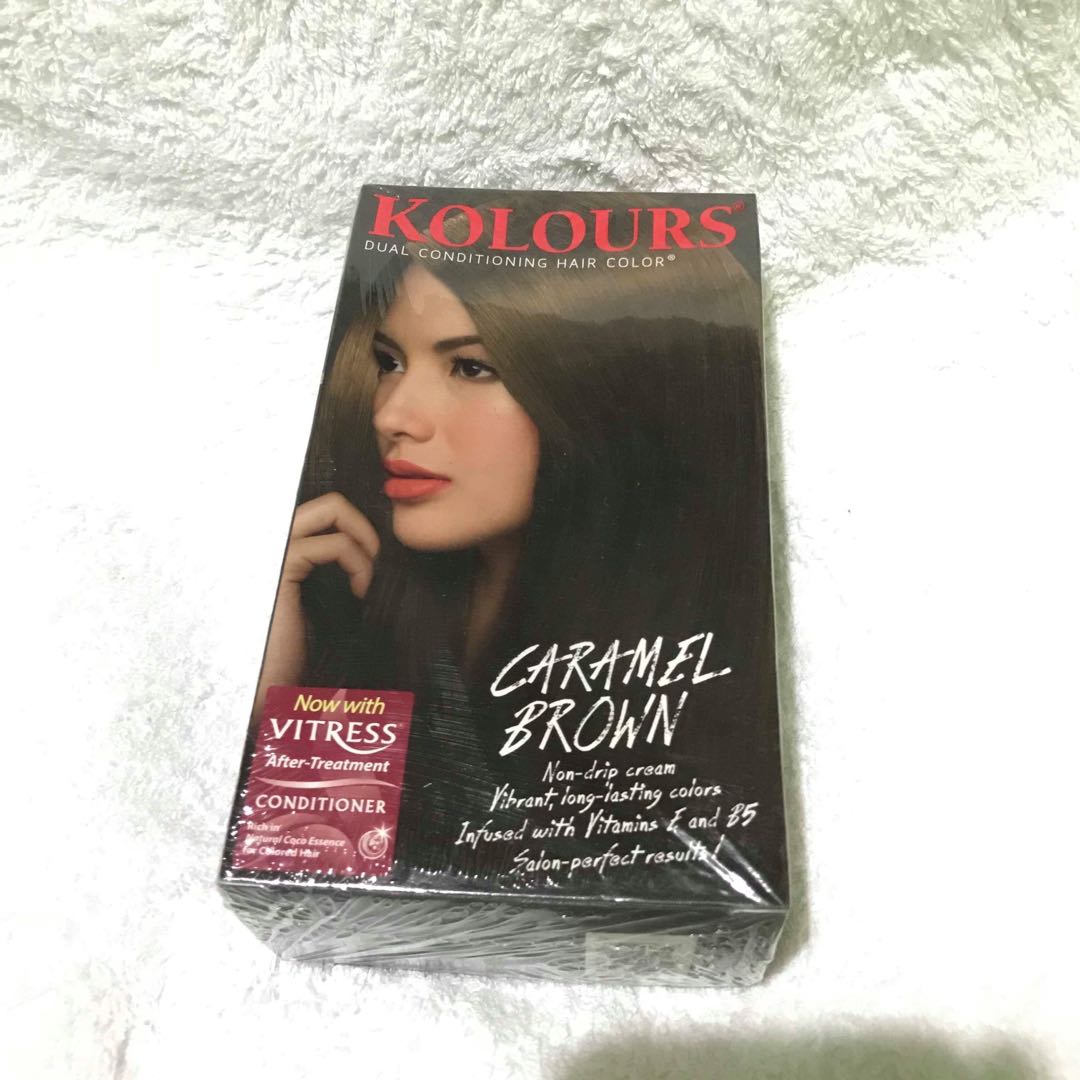 KOLOURS®
DUAL CONDITIONING HAIR COLOR®
CARAMEL
BROWN
Non-drip cream
Vibrant, long-lasting colors
Infused with Vitamins E and B5
Salon-perfect results!
Now with
VITRESS
After-Treatment
CONDITIONER
Rich in
Natural Coco Essence
for Colored Hair